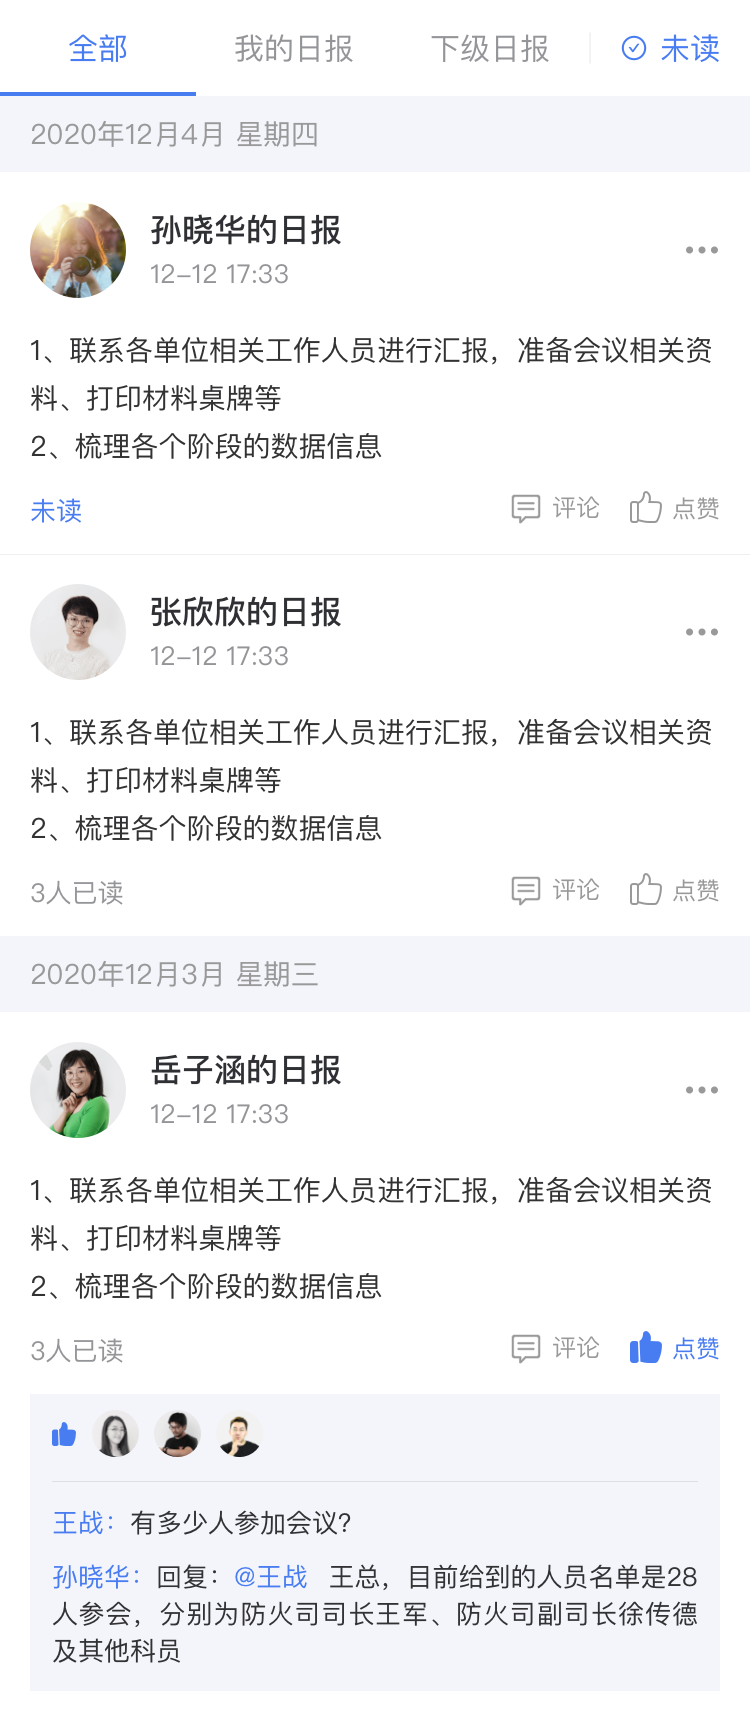 全部 我的日报 下级日报 未读
2020年12月4月 星期四
孙晓华的日报
12-12 17:33
1、联系各单位相关工作人员进行汇报，准备会议相关资
料、打印材料桌牌等
2、梳理各个阶段的数据信息
未读 评论 点赞
张欣欣的日报
12-12 17:33
1、联系各单位相关工作人员进行汇报，准备会议相关资
料、打印材料桌牌等
2、梳理各个阶段的数据信息
3人已读 评论 点赞
2020年12月3月 星期三
岳子涵的日报
12-12 17:33
1、联系各单位相关工作人员进行汇报，准备会议相关资
料、打印材料桌牌等
2、梳理各个阶段的数据信息
3人已读 评论 点赞
王战：有多少人参加会议?
孙晓华：回复：@王战 王总，目前给到的人员名单是28
人参会，分别为防火司司长王军、防火司副司长徐传德
及其他科员